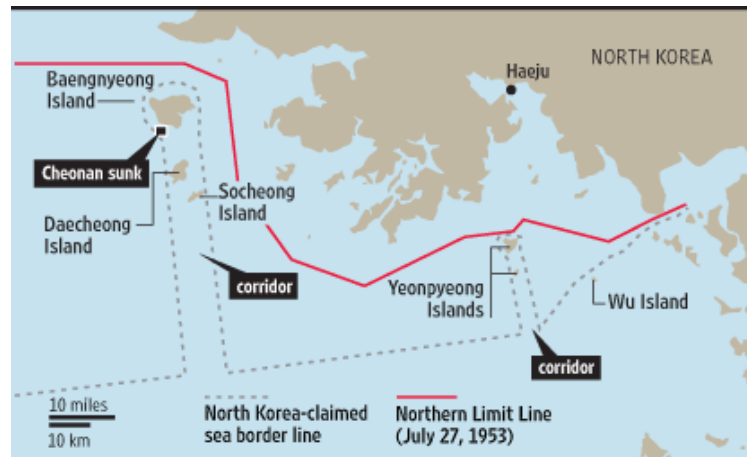 NORTH KOREA
Haeju
Baengnyeong
Island
Cheonan sunk
Socheong
Island
Daecheong
Island
corridor
Yeonpyeong
Islands
Wu Island
corridor
10 miles
10 km
North Korea-claimed
sea border line
Northern Limit Line
(July 27, 1953)